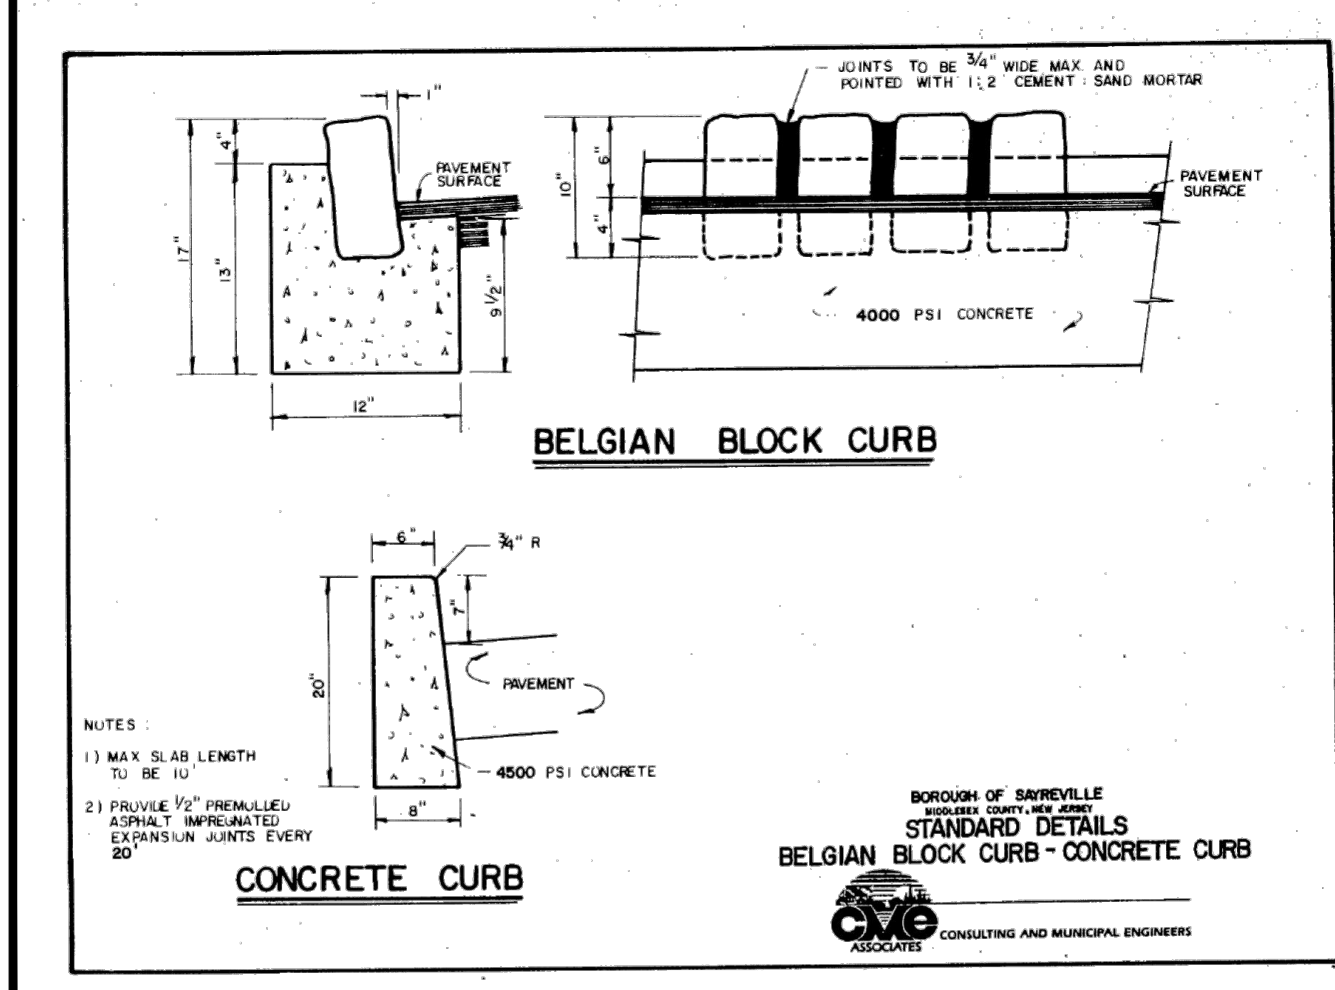 JOINTS TO BE 3/4" WIDE MAX. AND
POINTED WITH 1:2 CEMENT : SAND MORTAR
1"
4"
17"
13"
PAVEMENT
SURFACE
9 1/2"
12"
10"
6"
4"
PAVEMENT
SURFACE
4000 PSI CONCRETE
BELGIAN BLOCK CURB
6"
3/4" R
7"
20"
PAVEMENT
4500 PSI CONCRETE
8"
NOTES :
1) MAX SLAB LENGTH
TO BE 10'
2) PROVIDE 1/2" PREMOLDED
ASPHALT IMPREGNATED
EXPANSION JOINTS EVERY
20'
CONCRETE CURB
BOROUGH OF SAYREVILLE
MIDDLESEX COUNTY, NEW JERSEY
STANDARD DETAILS
BELGIAN BLOCK CURB - CONCRETE CURB
CME
ASSOCIATES
CONSULTING AND MUNICIPAL ENGINEERS